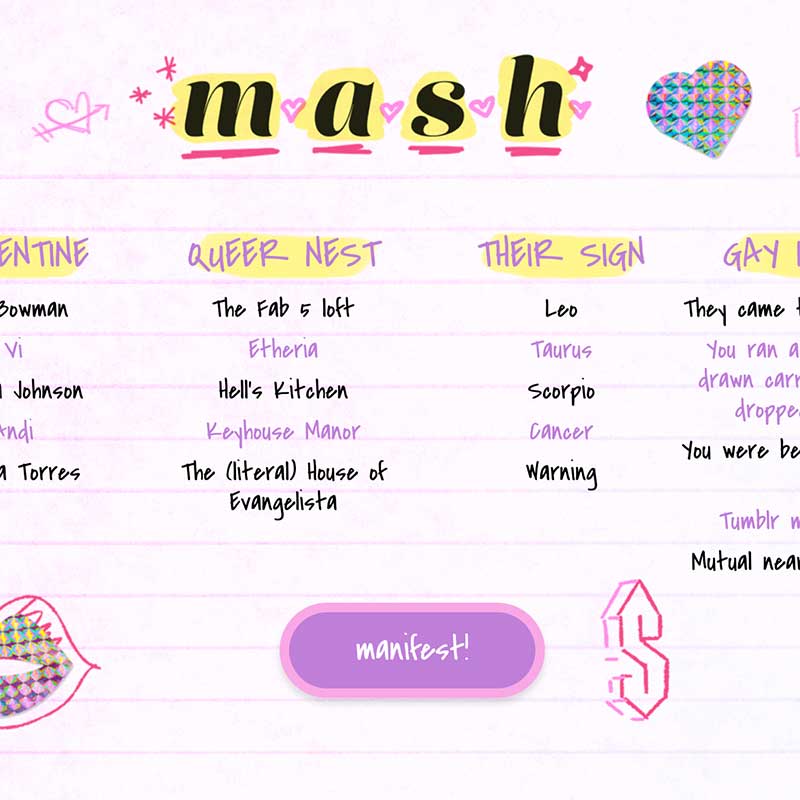 mash
ENTINE
Bowman
Vi
Johnson
Andi
Torres
QUEER NEST
The Fab 5 loft
Etheria
Hell's Kitchen
Keyhouse Manor
The (literal) House of
Evangelista
THEIR SIGN
Leo
Taurus
Scorpio
Cancer
Warning
GAY
They came
You ran a
drawn carr
droppe
You were be
Tumblr m
Mutual near
manifest!